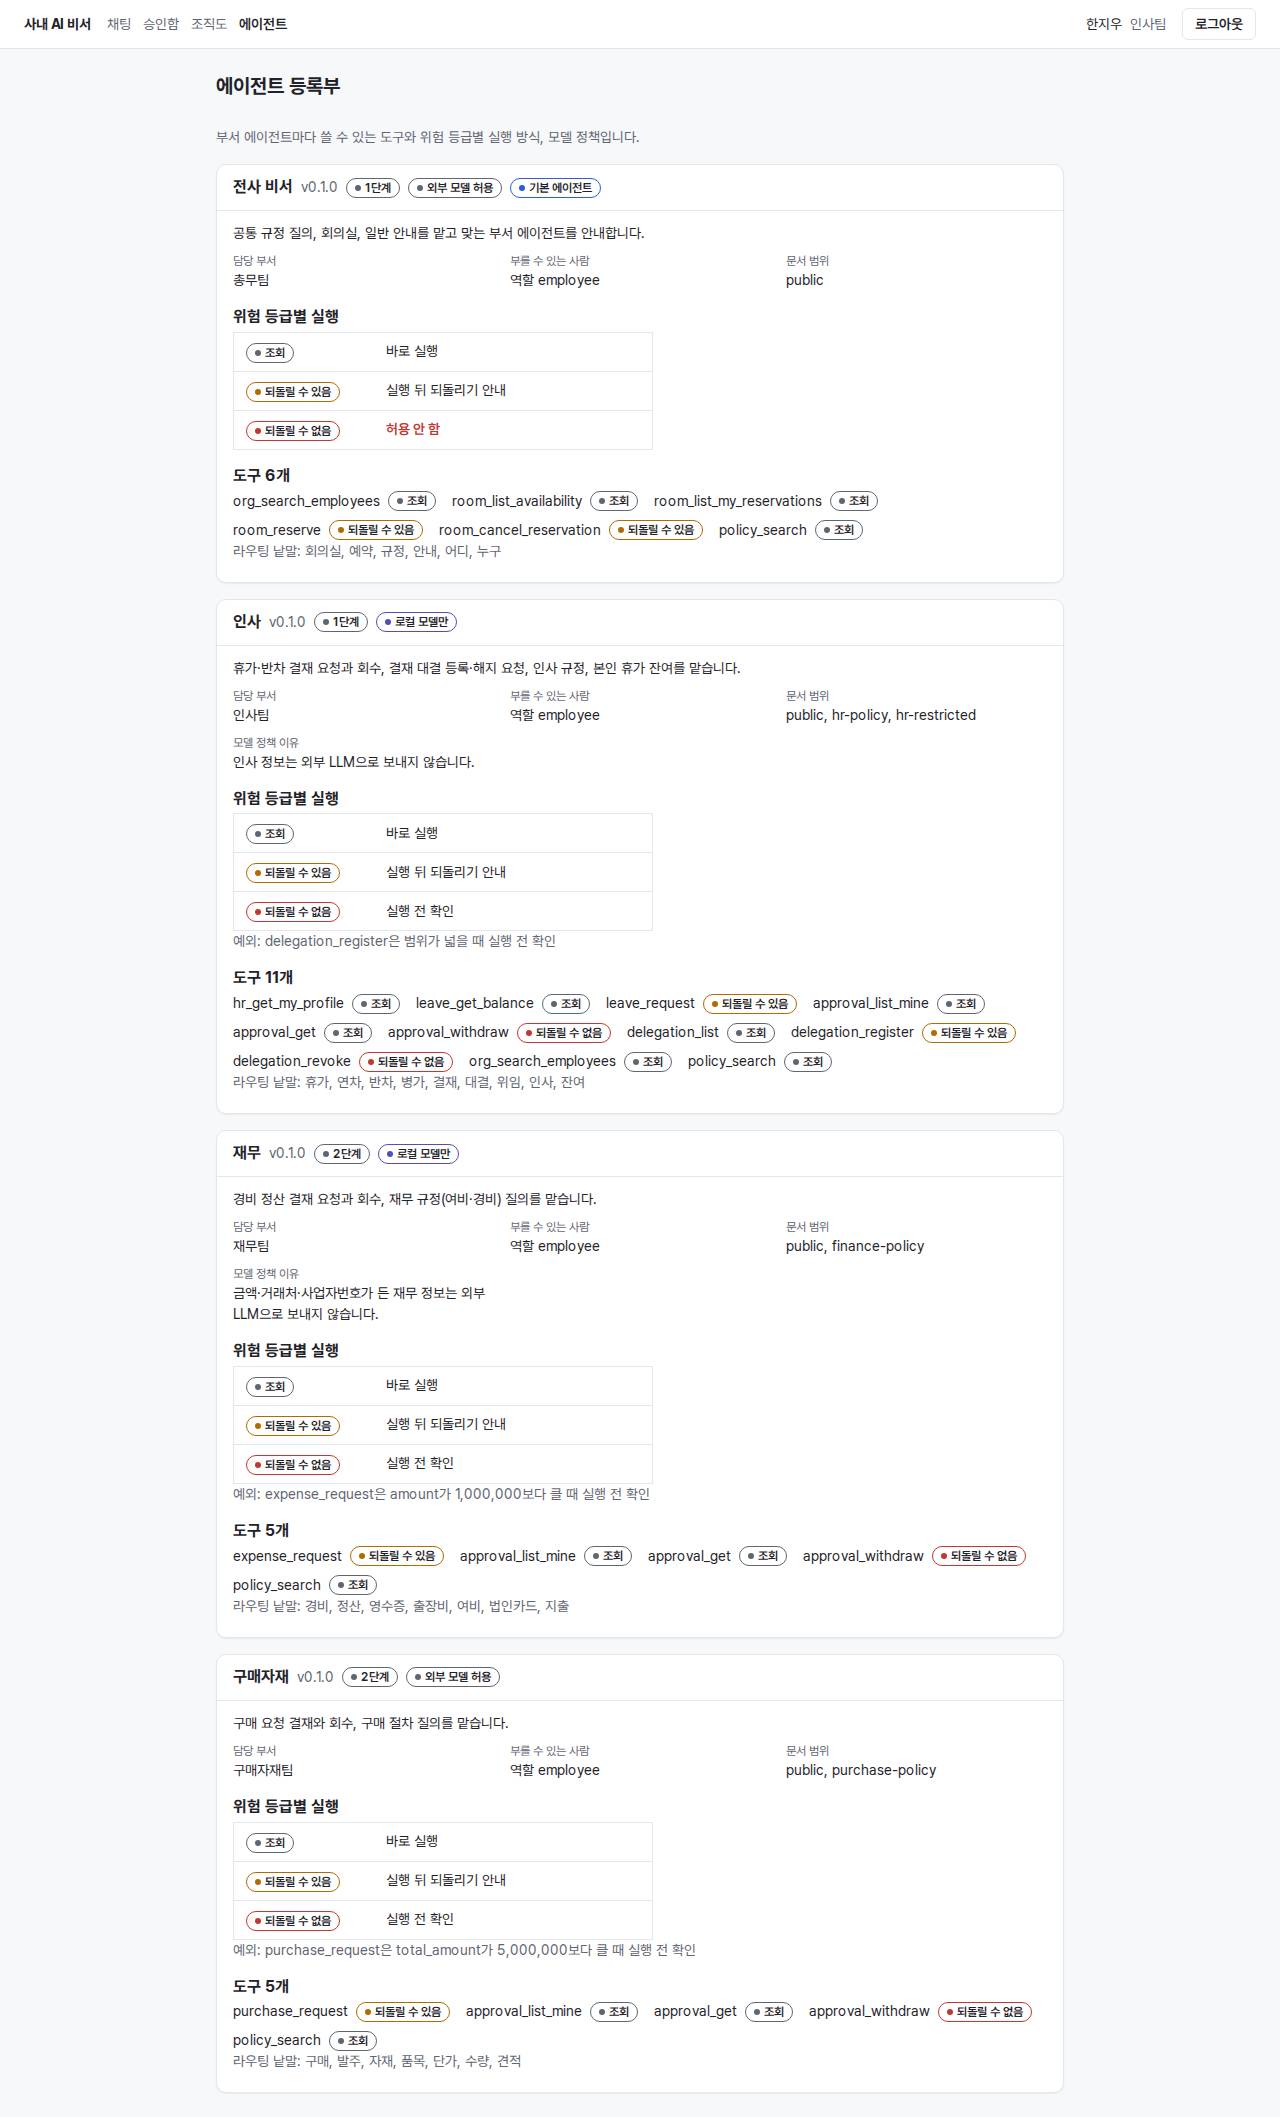 사내 AI 비서 채팅 승인함 조직도 에이전트 한지우 인사팀 로그아웃
에이전트 등록부
부서 에이전트마다 쓸 수 있는 도구와 위험 등급별 실행 방식, 모델 정책입니다.
전사 비서 v0.1.0 1단계 외부 모델 허용 기본 에이전트
공통 규정 질의, 회의실, 일반 안내를 맡고 맞는 부서 에이전트를 안내합니다.
담당 부서 부를 수 있는 사람 문서 범위
총무팀 역할 employee public
위험 등급별 실행
조회 바로 실행
되돌릴 수 있음 실행 뒤 되돌리기 안내
되돌릴 수 없음 허용 안 함
도구 6개
org_search_employees 조회 room_list_availability 조회 room_list_my_reservations 조회
room_reserve 되돌릴 수 있음 room_cancel_reservation 되돌릴 수 있음 policy_search 조회
라우팅 낱말: 회의실, 예약, 규정, 안내, 어디, 누구
인사 v0.1.0 1단계 로컬 모델만
휴가·반차 결재 요청과 회수, 결재 대결 등록·해지 요청, 인사 규정, 본인 휴가 잔여를 맡습니다.
담당 부서 부를 수 있는 사람 문서 범위
인사팀 역할 employee public, hr-policy, hr-restricted
모델 정책 이유
인사 정보는 외부 LLM으로 보내지 않습니다.
위험 등급별 실행
조회 바로 실행
되돌릴 수 있음 실행 뒤 되돌리기 안내
되돌릴 수 없음 실행 전 확인
예외: delegation_register은 범위가 넓을 때 실행 전 확인
도구 11개
hr_get_my_profile 조회 leave_get_balance 조회 leave_request 되돌릴 수 있음 approval_list_mine 조회
approval_get 조회 approval_withdraw 되돌릴 수 없음 delegation_list 조회 delegation_register 되돌릴 수 있음
delegation_revoke 되돌릴 수 없음 org_search_employees 조회 policy_search 조회
라우팅 낱말: 휴가, 연차, 반차, 병가, 결재, 대결, 위임, 인사, 잔여
재무 v0.1.0 2단계 로컬 모델만
경비 정산 결재 요청과 회수, 재무 규정(여비·경비) 질의를 맡습니다.
담당 부서 부를 수 있는 사람 문서 범위
재무팀 역할 employee public, finance-policy
모델 정책 이유
금액·거래처·사업자번호가 든 재무 정보는 외부
LLM으로 보내지 않습니다.
위험 등급별 실행
조회 바로 실행
되돌릴 수 있음 실행 뒤 되돌리기 안내
되돌릴 수 없음 실행 전 확인
예외: expense_request은 amount가 1,000,000보다 클 때 실행 전 확인
도구 5개
expense_request 되돌릴 수 있음 approval_list_mine 조회 approval_get 조회 approval_withdraw 되돌릴 수 없음
policy_search 조회
라우팅 낱말: 경비, 정산, 영수증, 출장비, 여비, 법인카드, 지출
구매자재 v0.1.0 2단계 외부 모델 허용
구매 요청 결재와 회수, 구매 절차 질의를 맡습니다.
담당 부서 부를 수 있는 사람 문서 범위
구매자재팀 역할 employee public, purchase-policy
위험 등급별 실행
조회 바로 실행
되돌릴 수 있음 실행 뒤 되돌리기 안내
되돌릴 수 없음 실행 전 확인
예외: purchase_request은 total_amount가 5,000,000보다 클 때 실행 전 확인
도구 5개
purchase_request 되돌릴 수 있음 approval_list_mine 조회 approval_get 조회 approval_withdraw 되돌릴 수 없음
policy_search 조회
라우팅 낱말: 구매, 발주, 자재, 품목, 단가, 수량, 견적